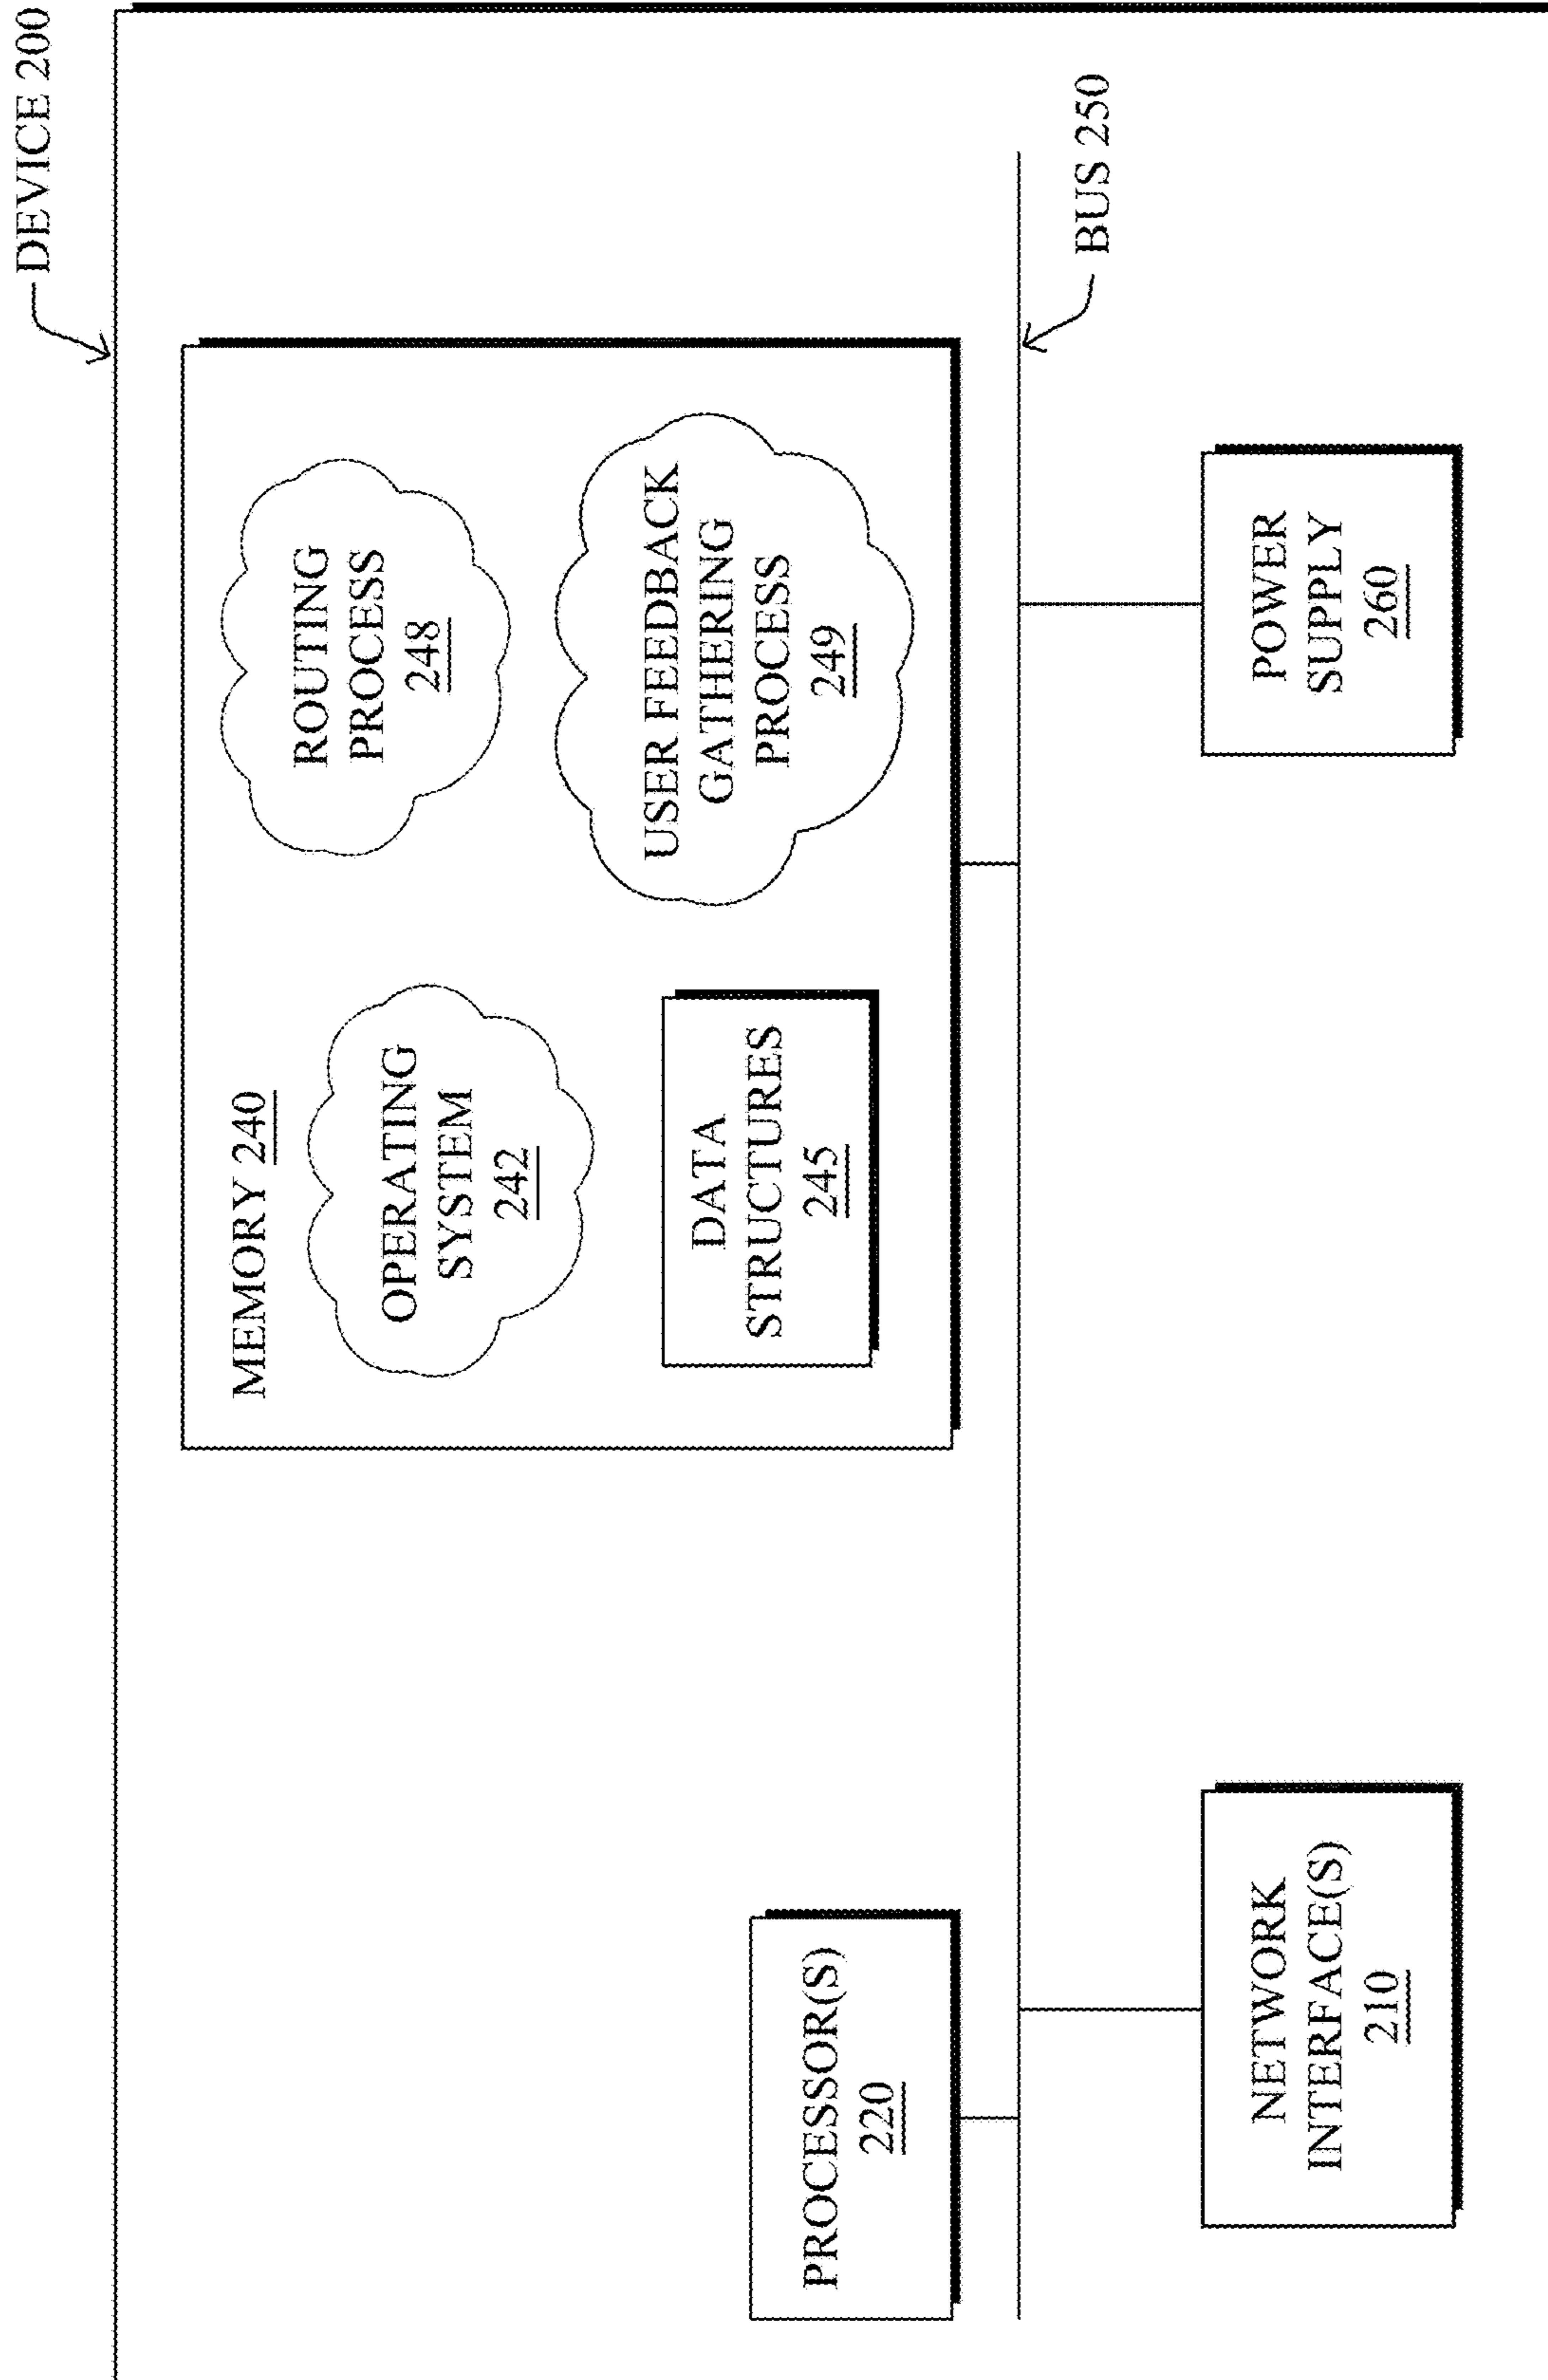 DEVICE 200
MEMORY 240
OPERATING
SYSTEM
242
ROUTING
PROCESS
248
DATA
STRUCTURES
245
USER FEEDBACK
GATHERING
PROCESS
249
PROCESSOR(S)
220
BUS 250
NETWORK
INTERFACE(S)
210
POWER
SUPPLY
260